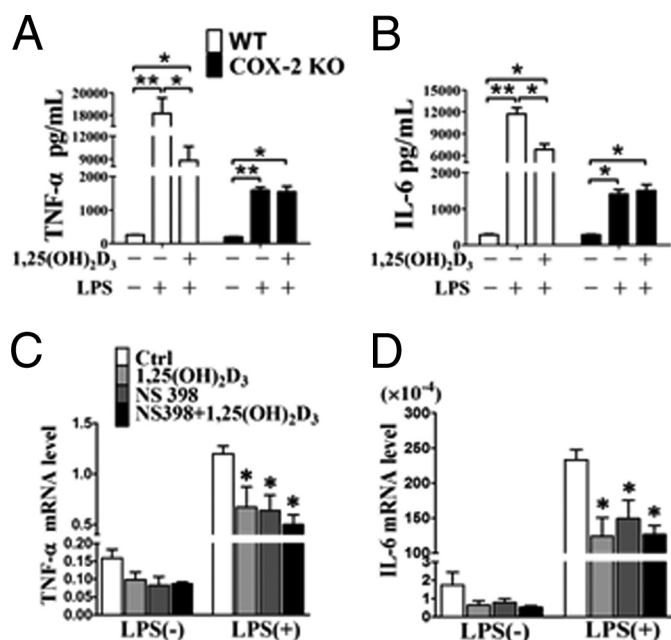 A
WT
COX-2 KO
TNF-α pg/mL
20000
12000
9000
2000
1000
0
** * *
** *
1,25(OH)₂D₃ − − + − − +
LPS − + + − + +
B
IL-6 pg/mL
15000
12000
9000
6000
2000
1000
0
** * *
* *
1,25(OH)₂D₃ − − + − − +
LPS − + + − + +
C
Ctrl
1,25(OH)₂D₃
NS 398
NS398+1,25(OH)₂D₃
TNF-α mRNA level
1.5
1.0
0.5
0.20
0.15
0.10
0.05
0.00
* * *
LPS(-) LPS(+)
D
(×10⁻⁴)
IL-6 mRNA level
300
250
200
150
100
3
2
1
0
* * *
LPS(-) LPS(+)